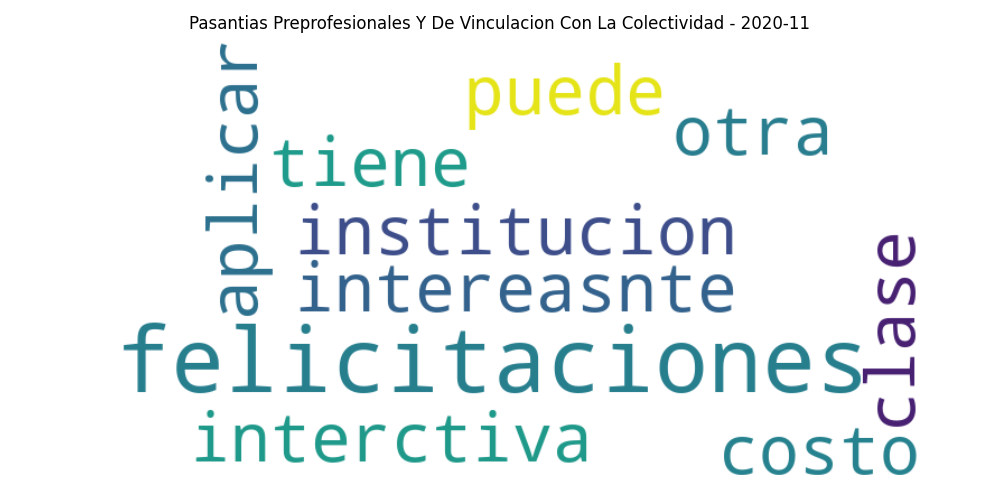 Pasantias Preprofesionales Y De Vinculacion Con La Colectividad - 2020-11
aplicar
puede
otra
tiene
institucion
intereasnte
clase
felicitaciones
interctiva
costo